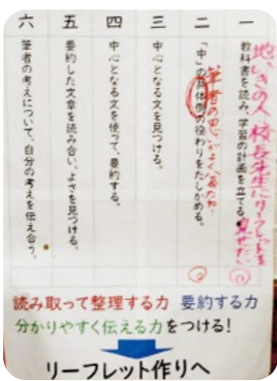 地いきの人、校長先生にリーフレットを見せたい
一 教科書を読み、学習の計画を立てる。
二 「中」の具体例の役わりをたしかめる。
三 中心となる文を見つける。
四 中心となる文を使って、要約する。
五 要約した文章を読み合い、よさを見つける。
六 筆者の考えについて、自分の考えを伝え合う。
読み取って整理する力 要約する力
分かりやすく伝える力をつける!
リーフレット作りへ